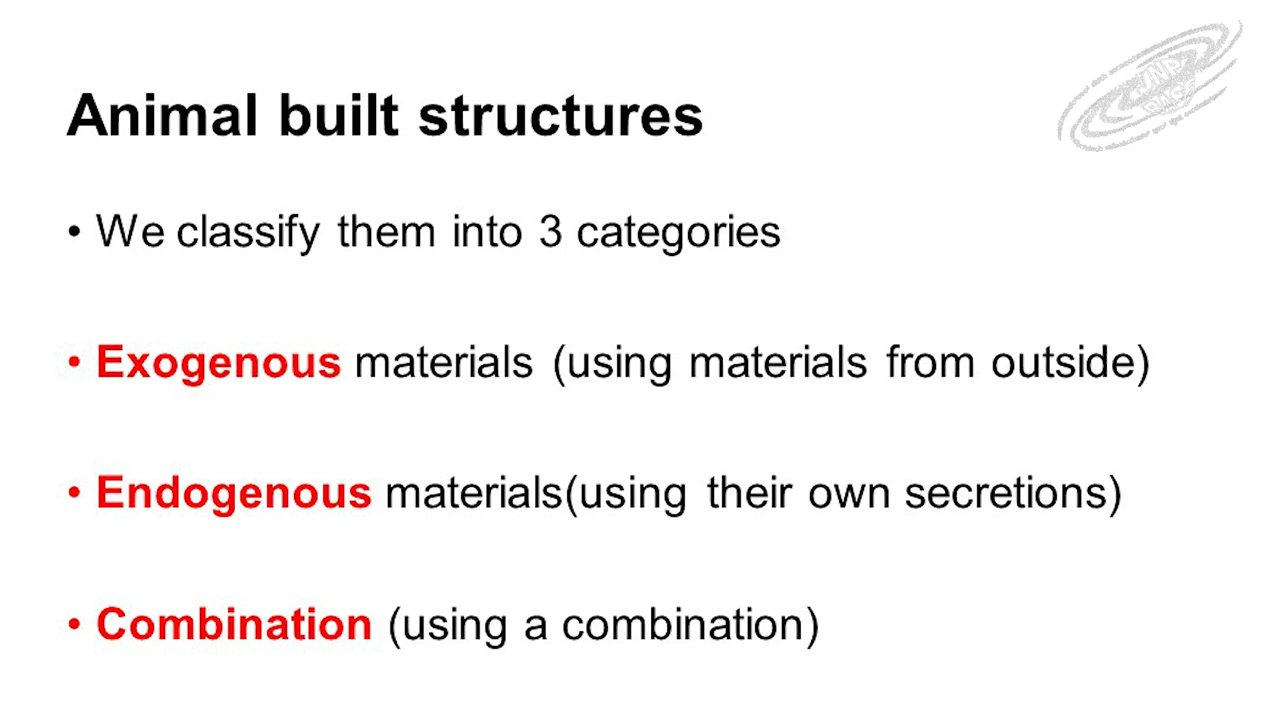 Animal built structures
• We classify them into 3 categories
• Exogenous materials (using materials from outside)
• Endogenous materials(using their own secretions)
• Combination (using a combination)